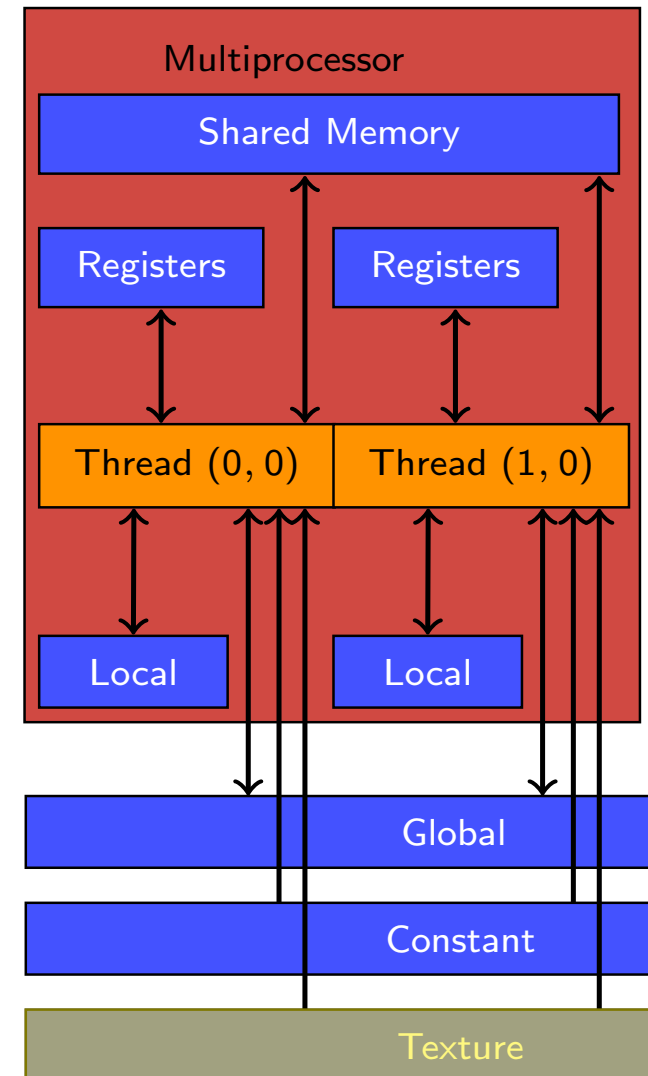 Multiprocessor
Shared Memory
Registers Registers
Thread (0, 0) Thread (1, 0)
Local Local
Global
Constant
Texture